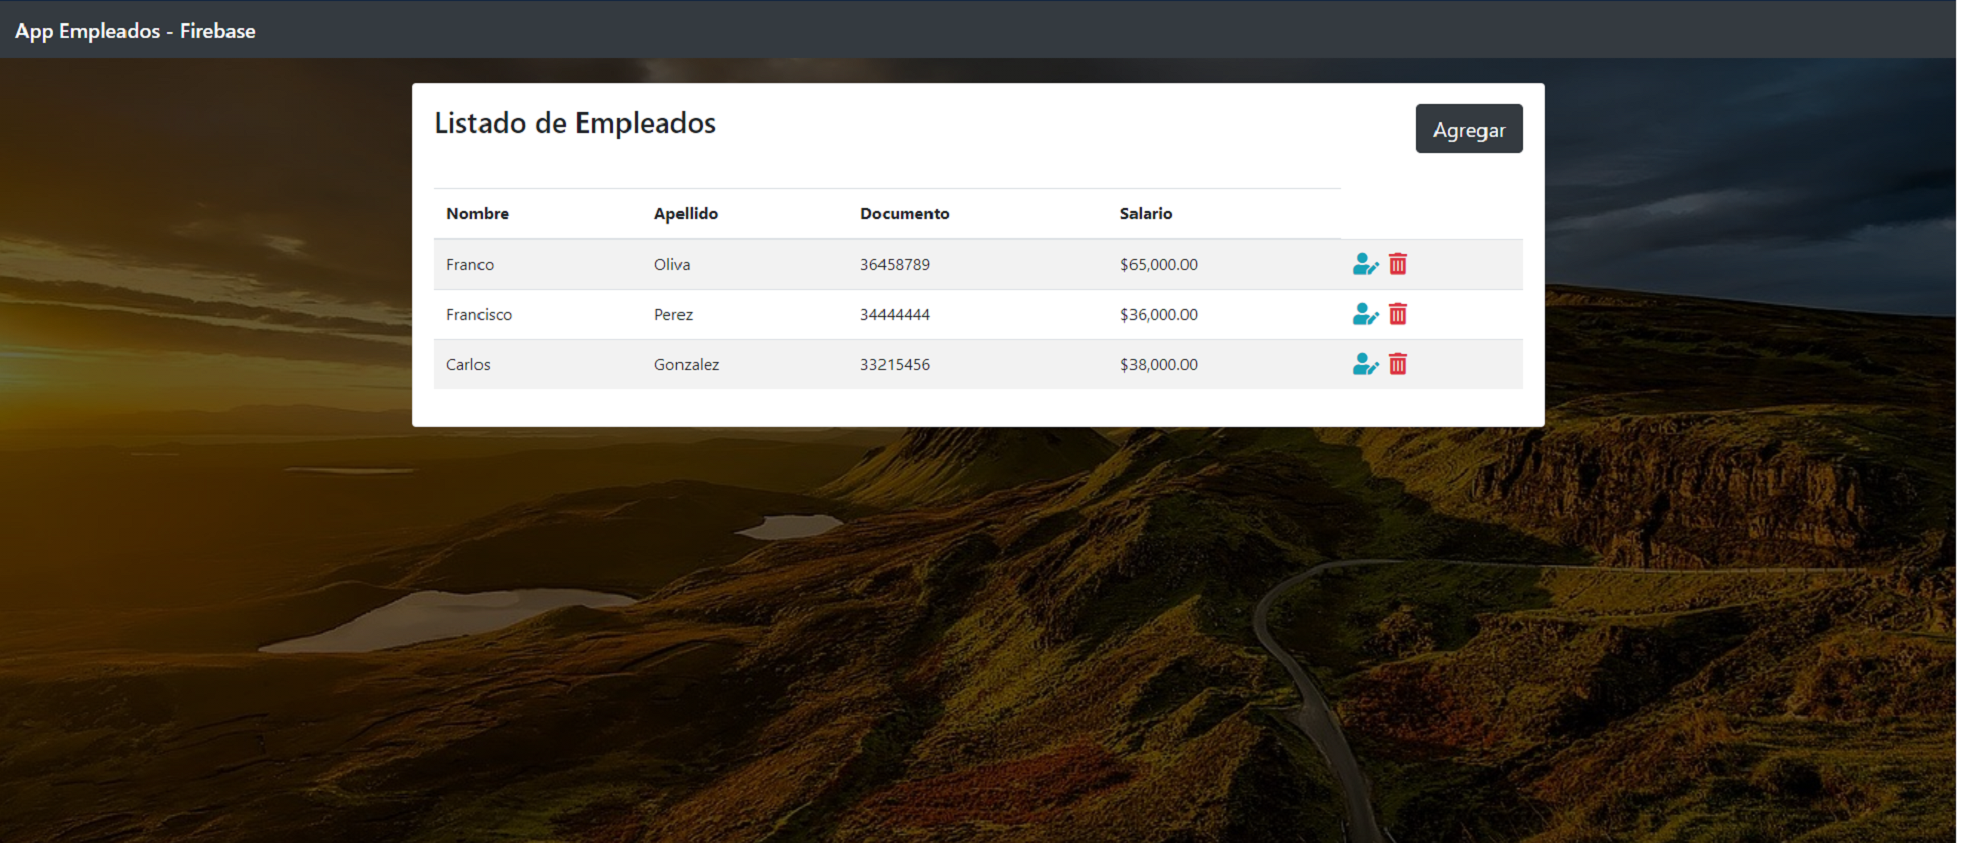 App Empleados - Firebase
Listado de Empleados
Agregar
Nombre Apellido Documento Salario
Franco Oliva 36458789 $65,000.00
Francisco Perez 34444444 $36,000.00
Carlos Gonzalez 33215456 $38,000.00